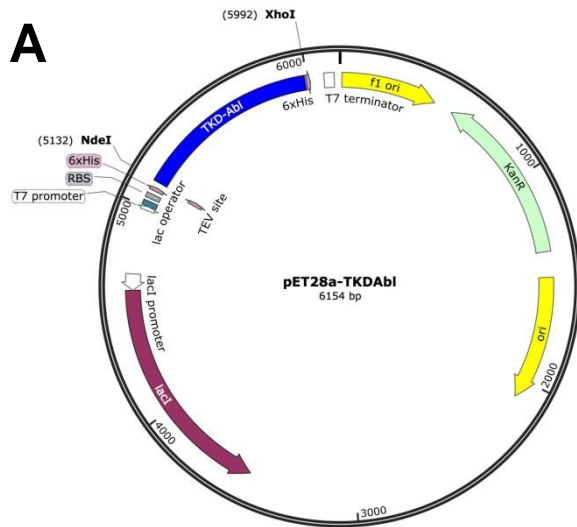 A
(5992) XhoI
6000
6xHis
T7 terminator
f1 ori
TKD-Abl
(5132) NdeI
6xHis
RBS
T7 promoter
5000
lac operator
TEV site
KanR
1000
pET28a-TKDAbl
6154 bp
lacI promoter
lacI
ori
2000
4000
3000